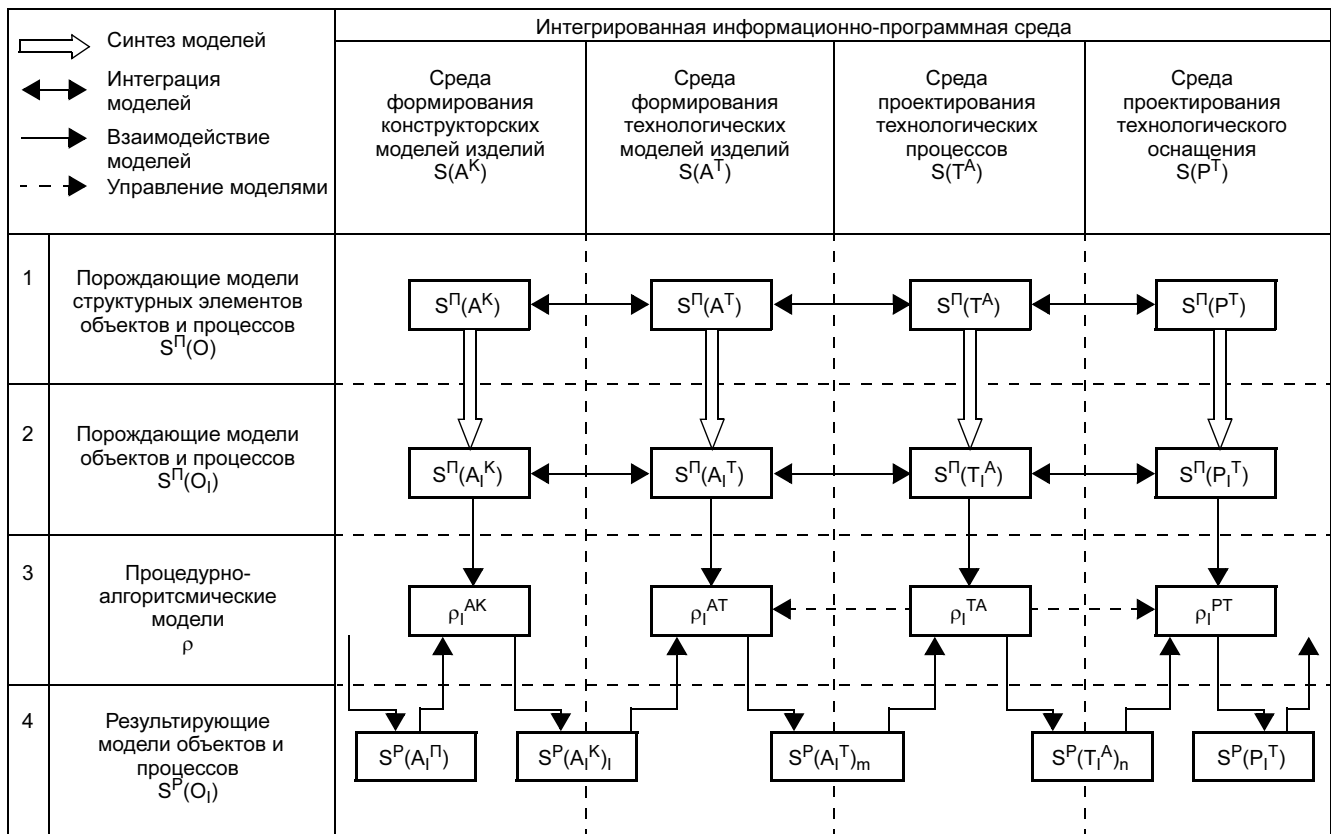 Синтез моделей
Интеграция
моделей
Взаимодействие
моделей
Управление моделями
Интегрированная информационно-программная среда
Среда
формирования
конструкторских
моделей изделий
S(A^K)
Среда
формирования
технологических
моделей изделий
S(A^T)
Среда
проектирования
технологических
процессов
S(T^A)
Среда
проектирования
технологического
оснащения
S(P^T)
1
Порождающие модели
структурных элементов
объектов и процессов
S^П(O)
S^П(A^K)
S^П(A^T)
S^П(T^A)
S^П(P^T)
2
Порождающие модели
объектов и процессов
S^П(O_I)
S^П(A_I^K)
S^П(A_I^T)
S^П(T_I^A)
S^П(P_I^T)
3
Процедурно-
алгоритсмические
модели
ρ
ρ_I^AK
ρ_I^AT
ρ_I^TA
ρ_I^PT
4
Результирующие
модели объектов и
процессов
S^P(O_I)
S^P(A_I^П)
S^P(A_I^K)_l
S^P(A_I^T)_m
S^P(T_I^A)_n
S^P(P_I^T)